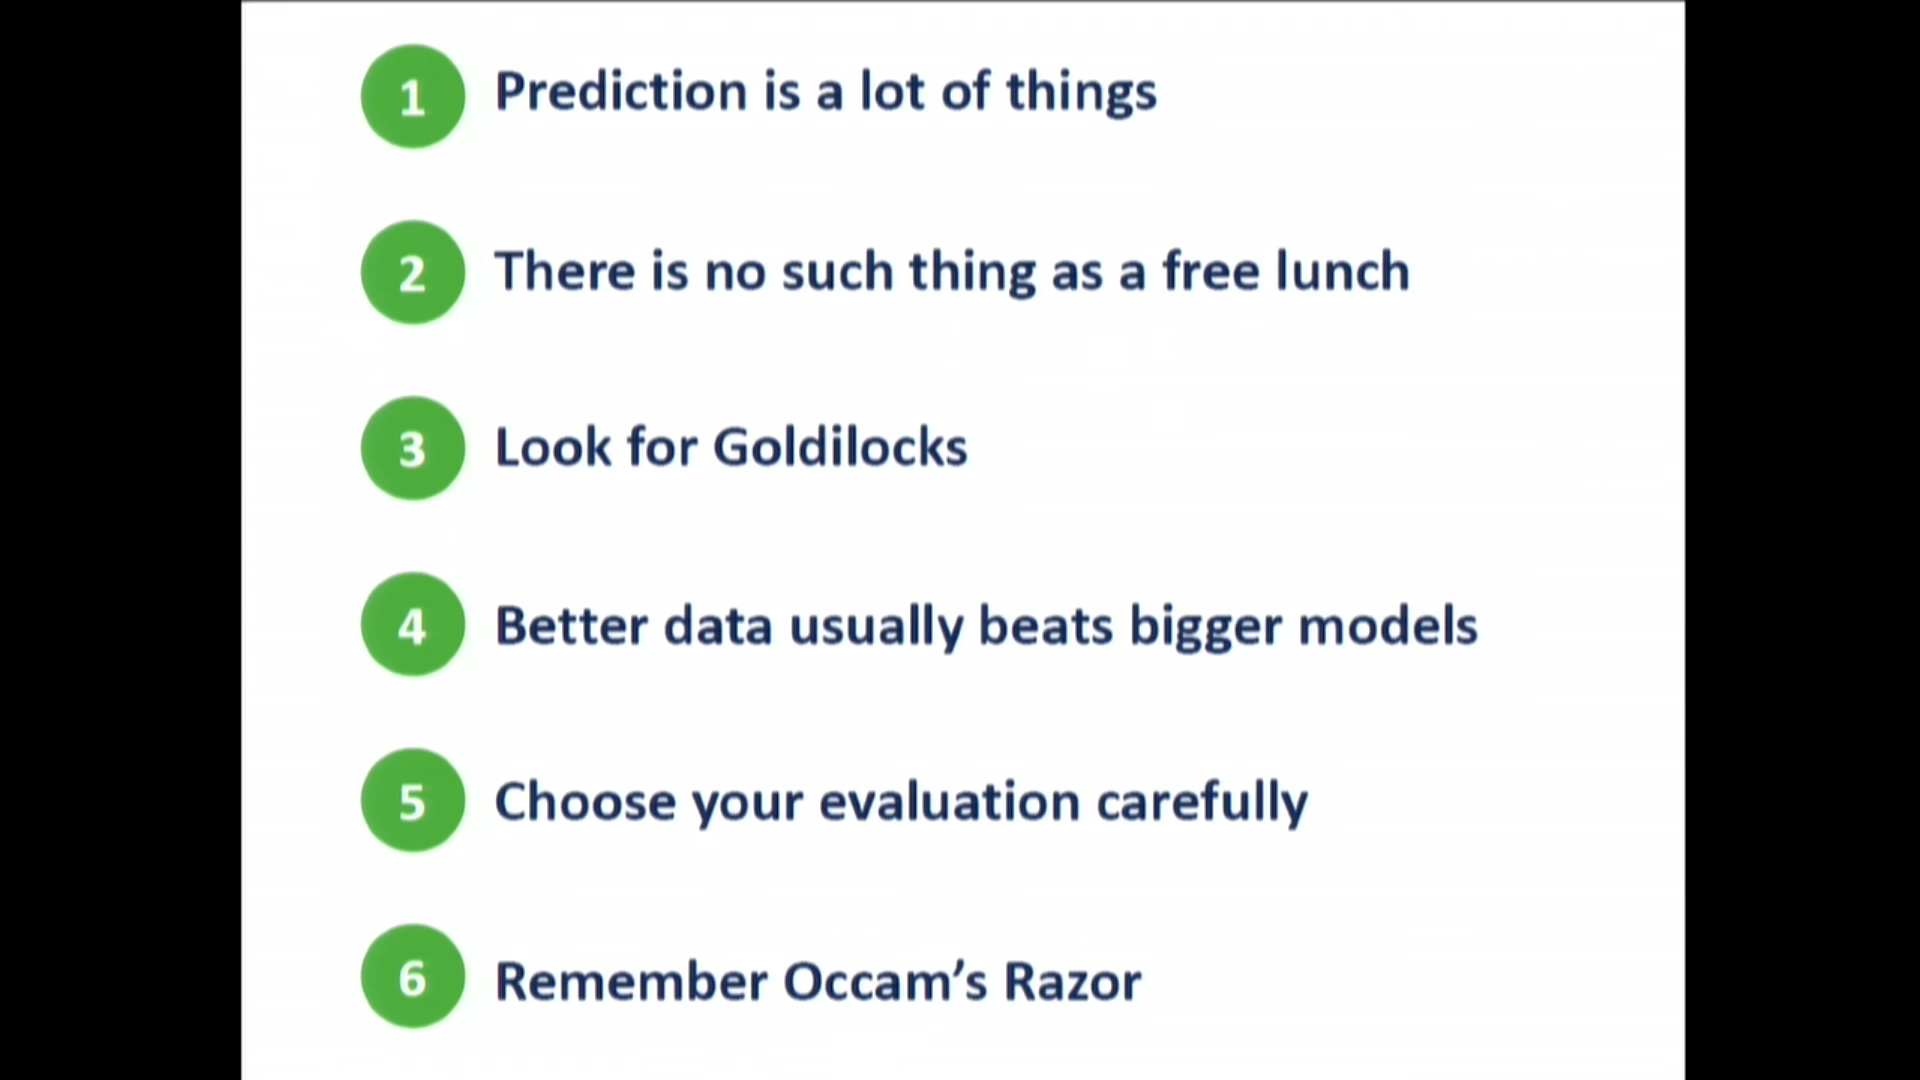 1 Prediction is a lot of things
2 There is no such thing as a free lunch
3 Look for Goldilocks
4 Better data usually beats bigger models
5 Choose your evaluation carefully
6 Remember Occam’s Razor